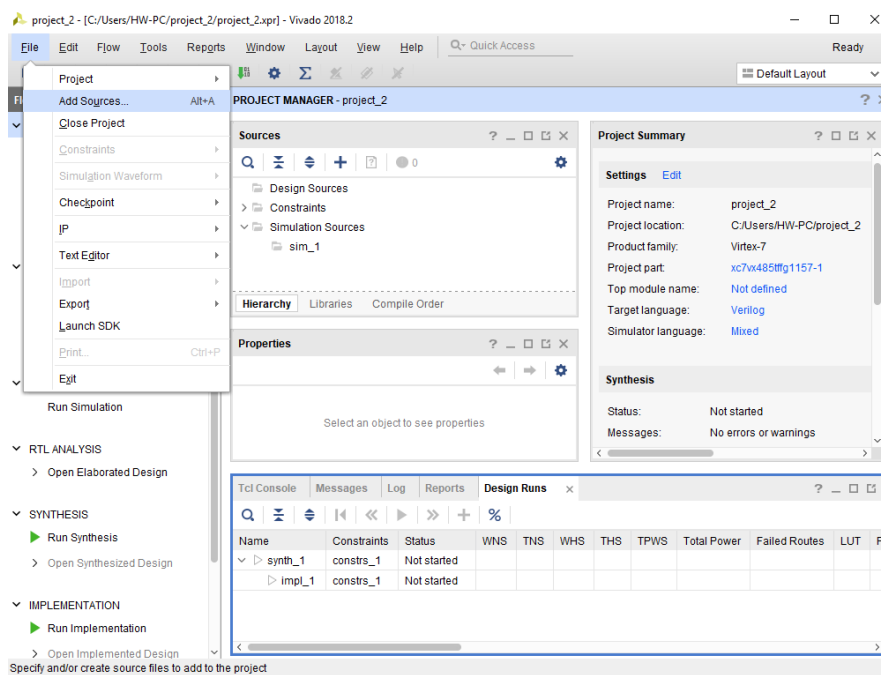 project_2 - [C:/Users/HW-PC/project_2/project_2.xpr] - Vivado 2018.2
File Edit Flow Tools Reports Window Layout View Help Quick Access Ready
Default Layout
PROJECT MANAGER - project_2
Project
Add Sources... Alt+A
Close Project
Constraints
Simulation Waveform
Checkpoint
IP
Text Editor
Import
Export
Launch SDK
Print... Ctrl+P
Exit
Run Simulation
RTL ANALYSIS
Open Elaborated Design
SYNTHESIS
Run Synthesis
Open Synthesized Design
IMPLEMENTATION
Run Implementation
Open Implemented Design
Sources
0
Design Sources
Constraints
Simulation Sources
sim_1
Hierarchy Libraries Compile Order
Properties
Select an object to see properties
Project Summary
Settings Edit
Project name: project_2
Project location: C:/Users/HW-PC/project_2
Product family: Virtex-7
Project part: xc7vx485tffg1157-1
Top module name: Not defined
Target language: Verilog
Simulator language: Mixed
Synthesis
Status: Not started
Messages: No errors or warnings
Tcl Console Messages Log Reports Design Runs
Name Constraints Status WNS TNS WHS THS TPWS Total Power Failed Routes LUT
synth_1 constrs_1 Not started
impl_1 constrs_1 Not started
Specify and/or create source files to add to the project